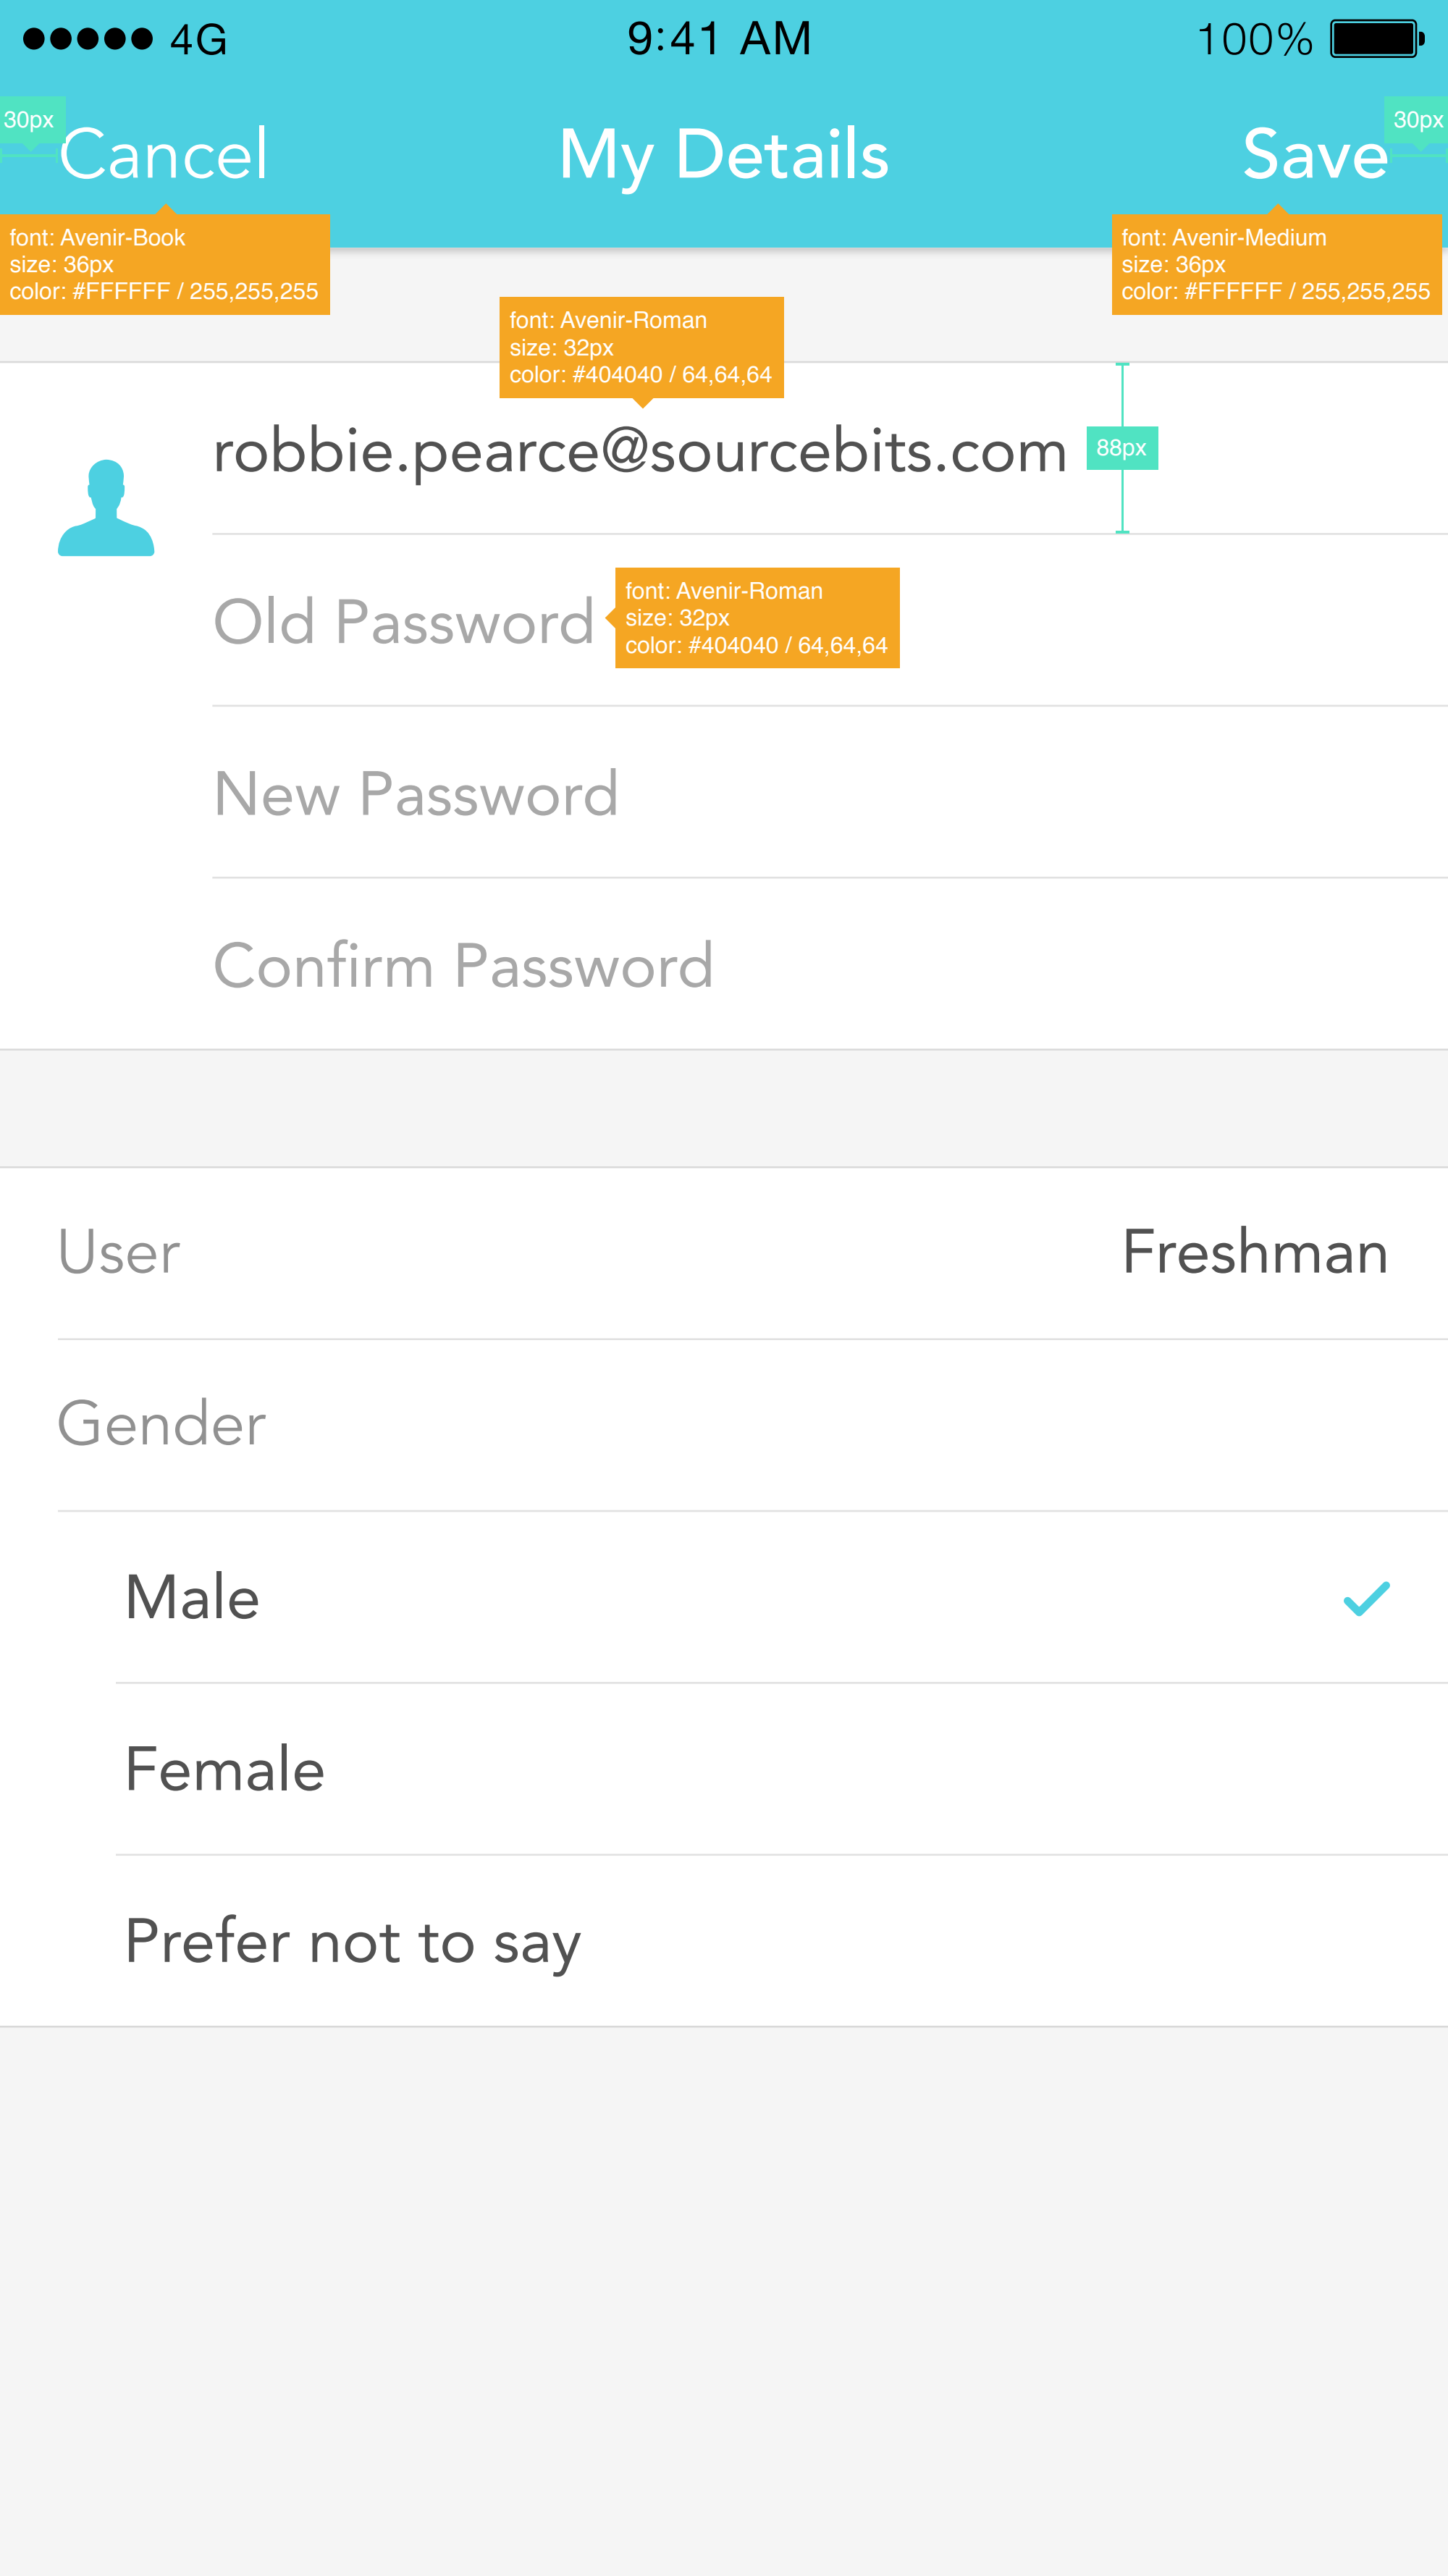 4G 9:41 AM 100%
30px 30px
Cancel My Details Save
font: Avenir-Book
size: 36px
color: #FFFFFF / 255,255,255
font: Avenir-Medium
size: 36px
color: #FFFFFF / 255,255,255
font: Avenir-Roman
size: 32px
color: #404040 / 64,64,64
robbie.pearce@sourcebits.com
88px
Old Password
font: Avenir-Roman
size: 32px
color: #404040 / 64,64,64
New Password
Confirm Password
User Freshman
Gender
Male
Female
Prefer not to say